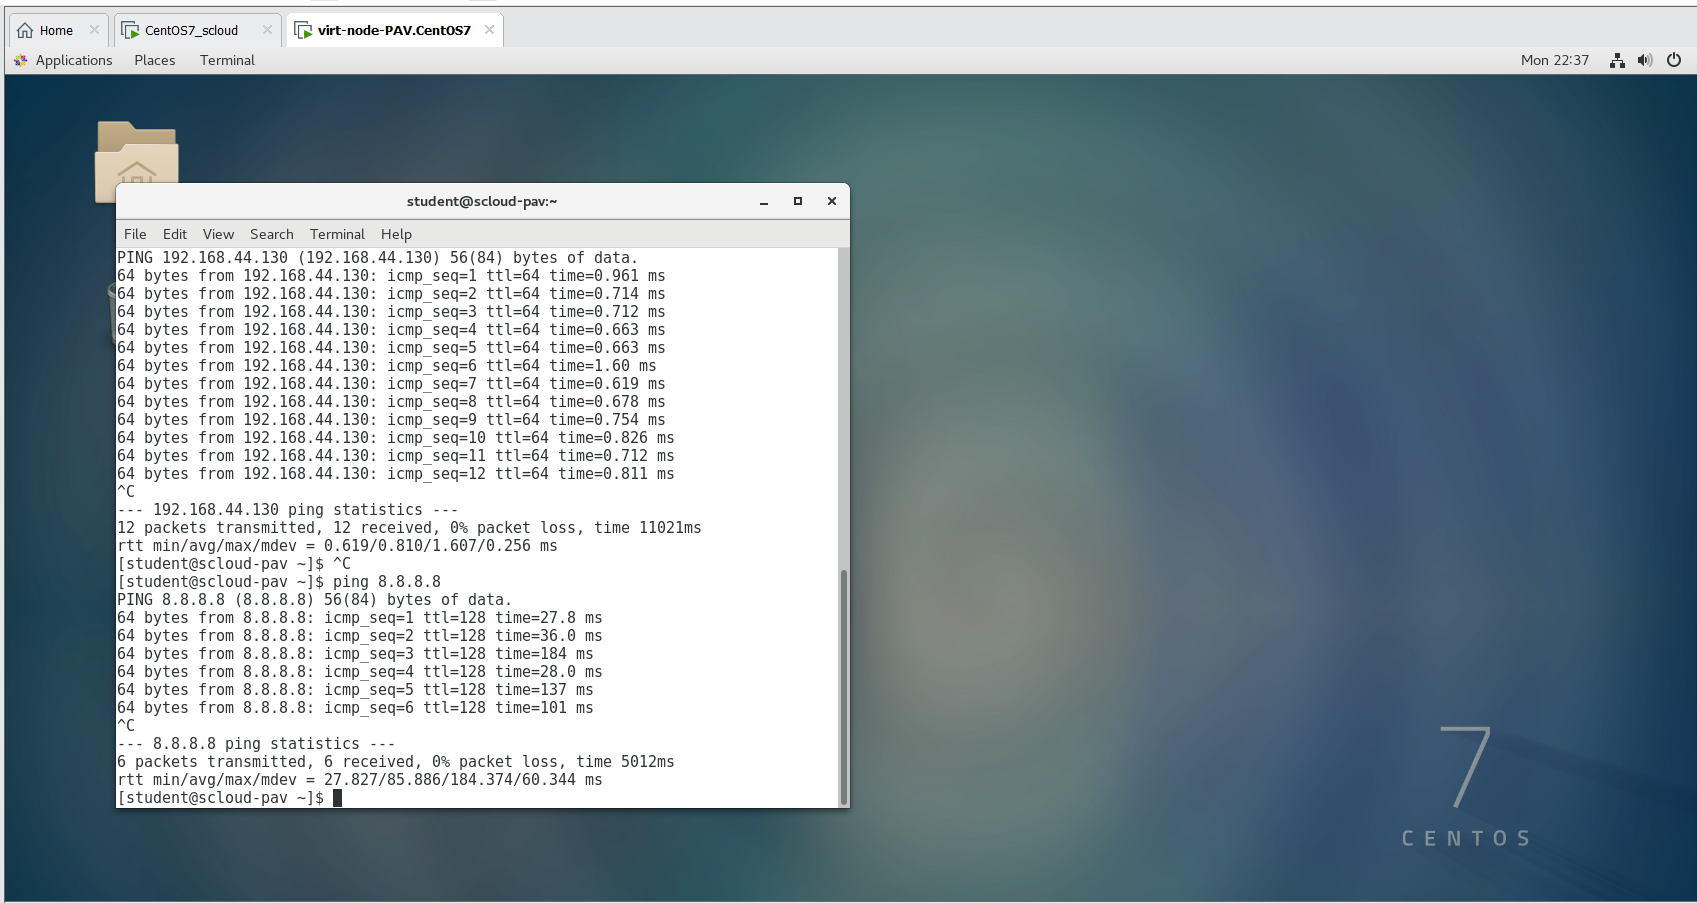 Home
CentOS7_scloud
virt-node-PAV.CentOS7
Applications Places Terminal
Mon 22:37
student@scloud-pav:~
File Edit View Search Terminal Help
PING 192.168.44.130 (192.168.44.130) 56(84) bytes of data.
64 bytes from 192.168.44.130: icmp_seq=1 ttl=64 time=0.961 ms
64 bytes from 192.168.44.130: icmp_seq=2 ttl=64 time=0.714 ms
64 bytes from 192.168.44.130: icmp_seq=3 ttl=64 time=0.712 ms
64 bytes from 192.168.44.130: icmp_seq=4 ttl=64 time=0.663 ms
64 bytes from 192.168.44.130: icmp_seq=5 ttl=64 time=0.663 ms
64 bytes from 192.168.44.130: icmp_seq=6 ttl=64 time=1.60 ms
64 bytes from 192.168.44.130: icmp_seq=7 ttl=64 time=0.619 ms
64 bytes from 192.168.44.130: icmp_seq=8 ttl=64 time=0.678 ms
64 bytes from 192.168.44.130: icmp_seq=9 ttl=64 time=0.754 ms
64 bytes from 192.168.44.130: icmp_seq=10 ttl=64 time=0.826 ms
64 bytes from 192.168.44.130: icmp_seq=11 ttl=64 time=0.712 ms
64 bytes from 192.168.44.130: icmp_seq=12 ttl=64 time=0.811 ms
^C
--- 192.168.44.130 ping statistics ---
12 packets transmitted, 12 received, 0% packet loss, time 11021ms
rtt min/avg/max/mdev = 0.619/0.810/1.607/0.256 ms
[student@scloud-pav ~]$ ^C
[student@scloud-pav ~]$ ping 8.8.8.8
PING 8.8.8.8 (8.8.8.8) 56(84) bytes of data.
64 bytes from 8.8.8.8: icmp_seq=1 ttl=128 time=27.8 ms
64 bytes from 8.8.8.8: icmp_seq=2 ttl=128 time=36.0 ms
64 bytes from 8.8.8.8: icmp_seq=3 ttl=128 time=184 ms
64 bytes from 8.8.8.8: icmp_seq=4 ttl=128 time=28.0 ms
64 bytes from 8.8.8.8: icmp_seq=5 ttl=128 time=137 ms
64 bytes from 8.8.8.8: icmp_seq=6 ttl=128 time=101 ms
^C
--- 8.8.8.8 ping statistics ---
6 packets transmitted, 6 received, 0% packet loss, time 5012ms
rtt min/avg/max/mdev = 27.827/85.886/184.374/60.344 ms
[student@scloud-pav ~]$
7
CENTOS